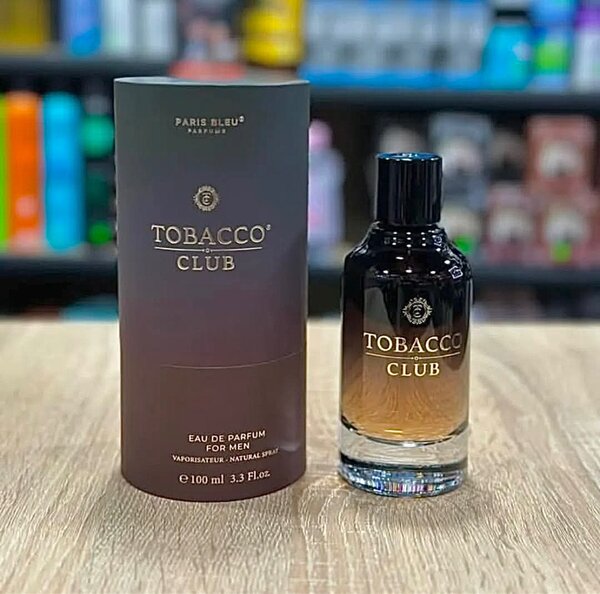 PARIS BLEU®
PARFUMS
TOBACCO®
CLUB
EAU DE PARFUM
FOR MEN
VAPORISATEUR - NATURAL SPRAY
℮ 100 ml 3.3 Fl.oz.
TOBACCO
CLUB